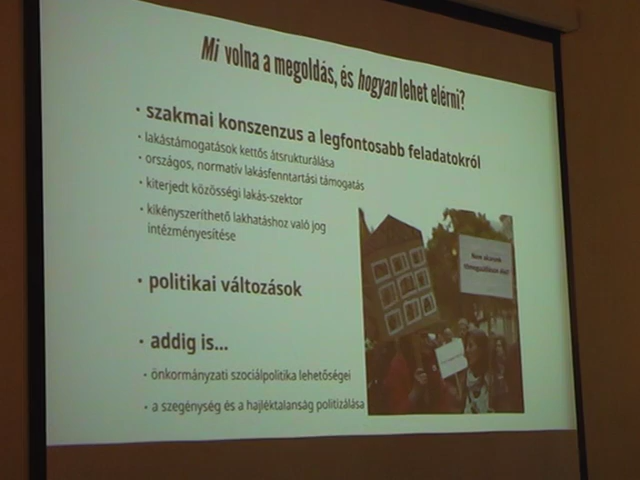 Mi volna a megoldás, és hogyan lehet elérni?
• szakmai konszenzus a legfontosabb feladatokról
• lakástámogatások kettős átstrukturálása
• országos, normatív lakásfenntartási támogatás
• kiterjedt közösségi lakás-szektor
• kikényszeríthető lakhatáshoz való jog
intézményesítése
• politikai változások
• addig is...
• önkormányzati szociálpolitika lehetőségei
• a szegénység és a hajléktalanság politizálása
Nem akarunk